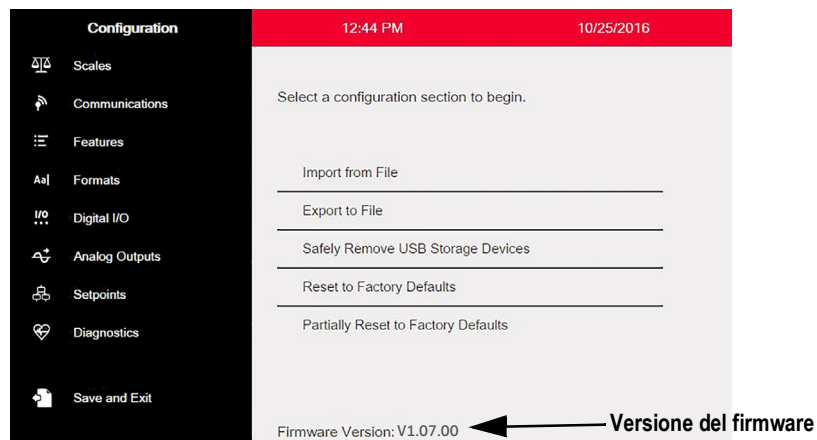 Configuration
12:44 PM
10/25/2016
Scales
Communications
Features
Aa
Formats
I/O
Digital I/O
Analog Outputs
Setpoints
Diagnostics
Save and Exit
Select a configuration section to begin.
Import from File
Export to File
Safely Remove USB Storage Devices
Reset to Factory Defaults
Partially Reset to Factory Defaults
Firmware Version: V1.07.00
Versione del firmware